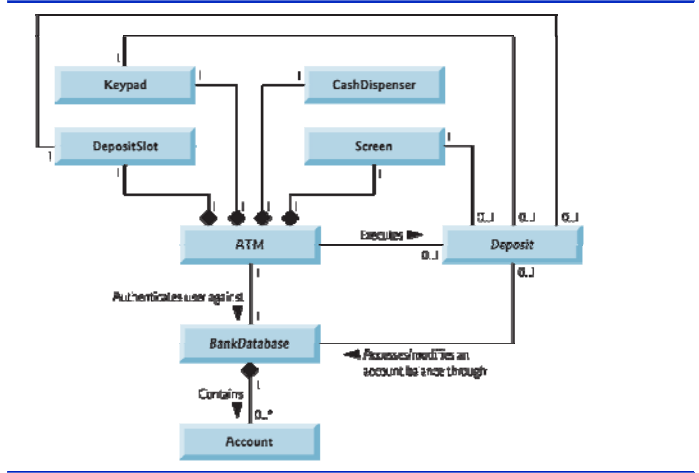 1
1
Keypad
1
1
CashDispenser
DepositSlot
1
1
Screen
1
1
1
1
1
1
1
0..1
0..1
0..1
ATM
Executes
0..1
Deposit
1
0..1
Authenticates user against
1
BankDatabase
Accesses/modifies an
account balance through
1
Contains
0..*
Account